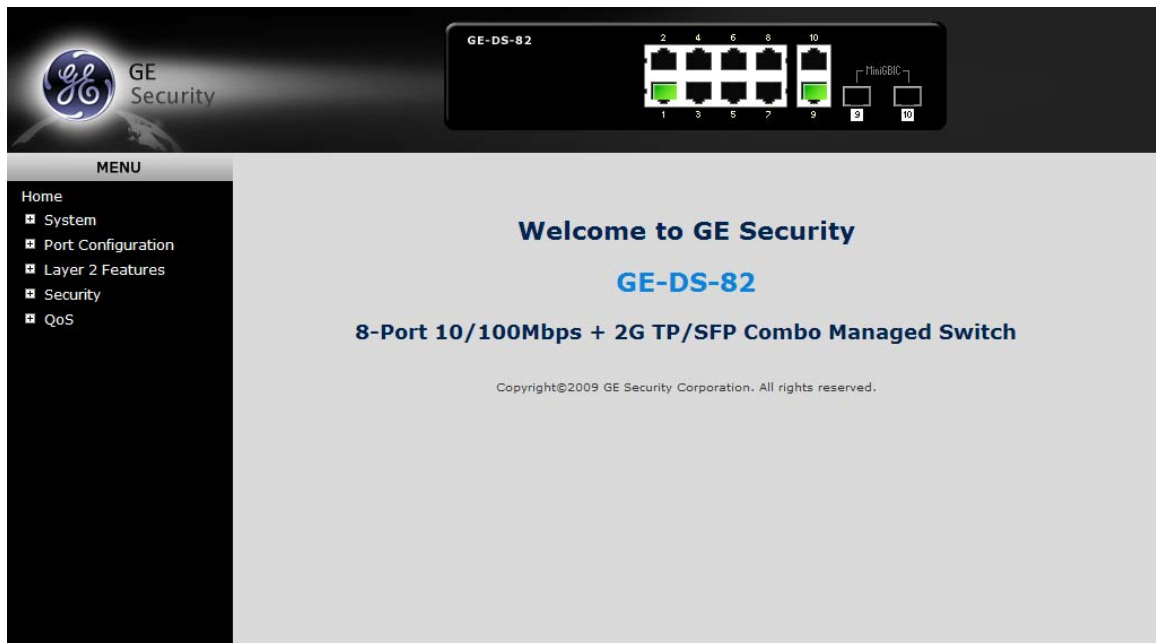 GE
Security
GE-DS-82
2 4 6 8 10
MiniGBIC
1 3 5 7 9 9 10
MENU
Home
System
Port Configuration
Layer 2 Features
Security
QoS
Welcome to GE Security
GE-DS-82
8-Port 10/100Mbps + 2G TP/SFP Combo Managed Switch
Copyright©2009 GE Security Corporation. All rights reserved.